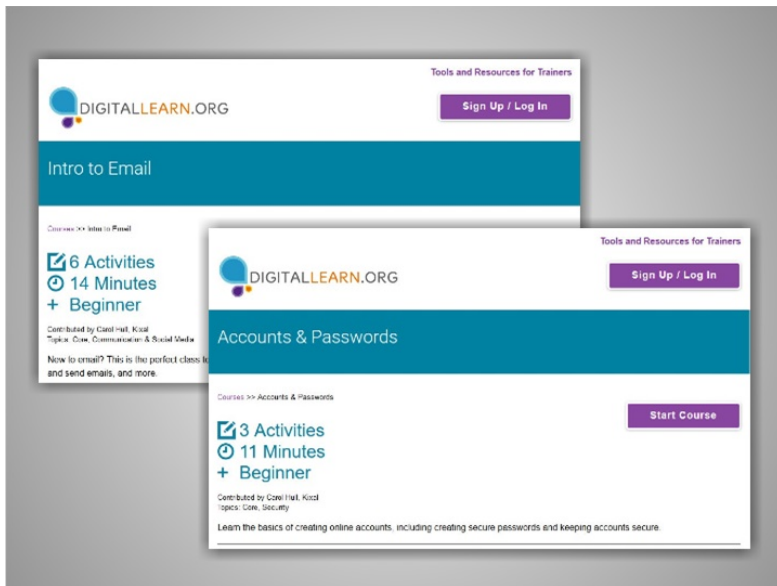 Tools and Resources for Trainers
DIGITALLEARN.ORG
Sign Up / Log In
Intro to Email
Courses >> Intro to Email
6 Activities
14 Minutes
+ Beginner
Contributed by Carol Hull, Kixal
Topics: Core, Communication & Social Media
New to email? This is the perfect class to
and send emails, and more.
Tools and Resources for Trainers
DIGITALLEARN.ORG
Sign Up / Log In
Accounts & Passwords
Courses >> Accounts & Passwords
Start Course
3 Activities
11 Minutes
+ Beginner
Contributed by Carol Hull, Kixal
Topics: Core, Security
Learn the basics of creating online accounts, including creating secure passwords and keeping accounts secure.